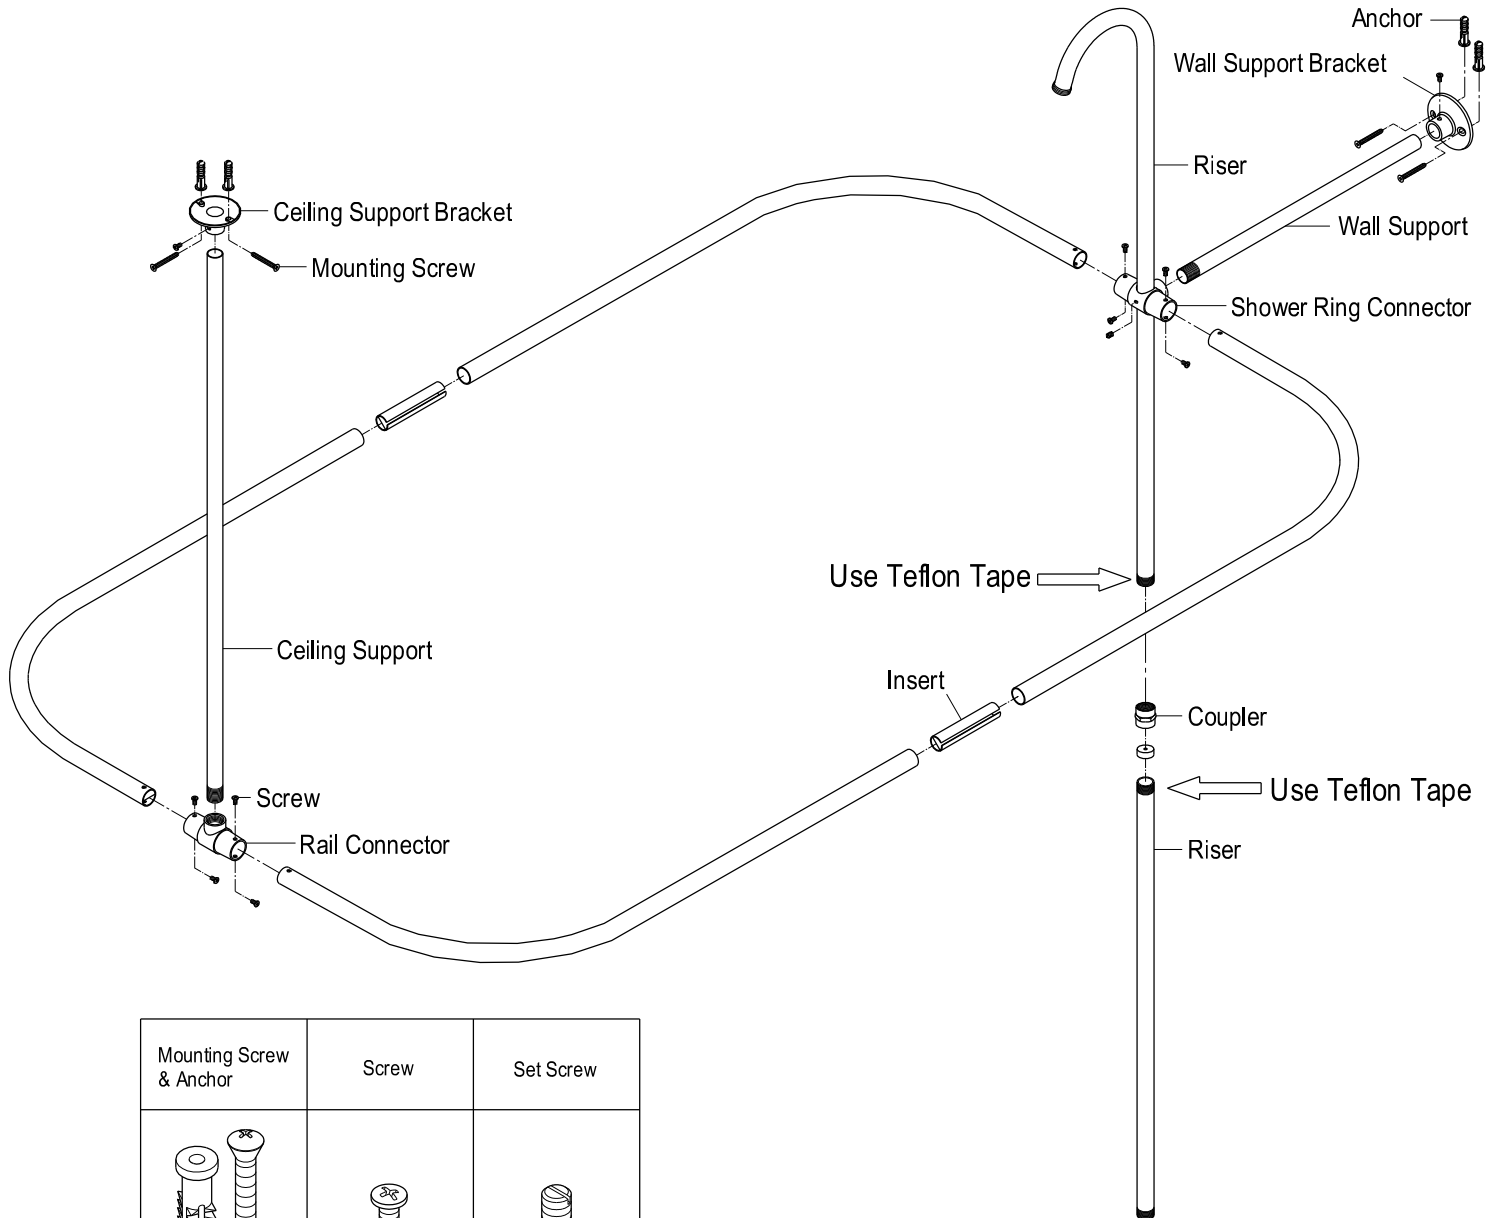 Anchor
Wall Support Bracket
Riser
Ceiling Support Bracket
Wall Support
Mounting Screw
Shower Ring Connector
Use Teflon Tape
Ceiling Support
Insert
Coupler
Use Teflon Tape
Screw
Rail Connector
Riser
Mounting Screw
& Anchor
Screw
Set Screw